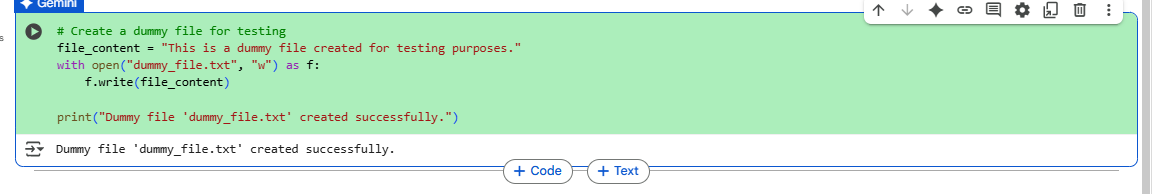 Gemini
s
# Create a dummy file for testing
file_content = "This is a dummy file created for testing purposes."
with open("dummy_file.txt", "w") as f:
    f.write(file_content)
print("Dummy file 'dummy_file.txt' created successfully.")
Dummy file 'dummy_file.txt' created successfully.
+ Code + Text